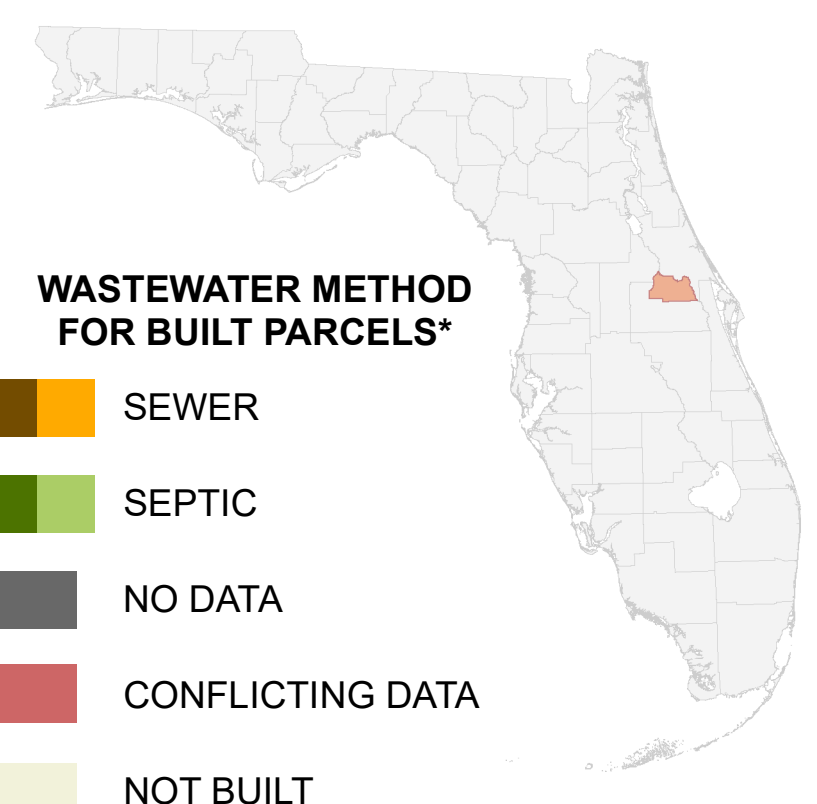 WASTEWATER METHOD
FOR BUILT PARCELS*
SEWER
SEPTIC
NO DATA
CONFLICTING DATA
NOT BUILT